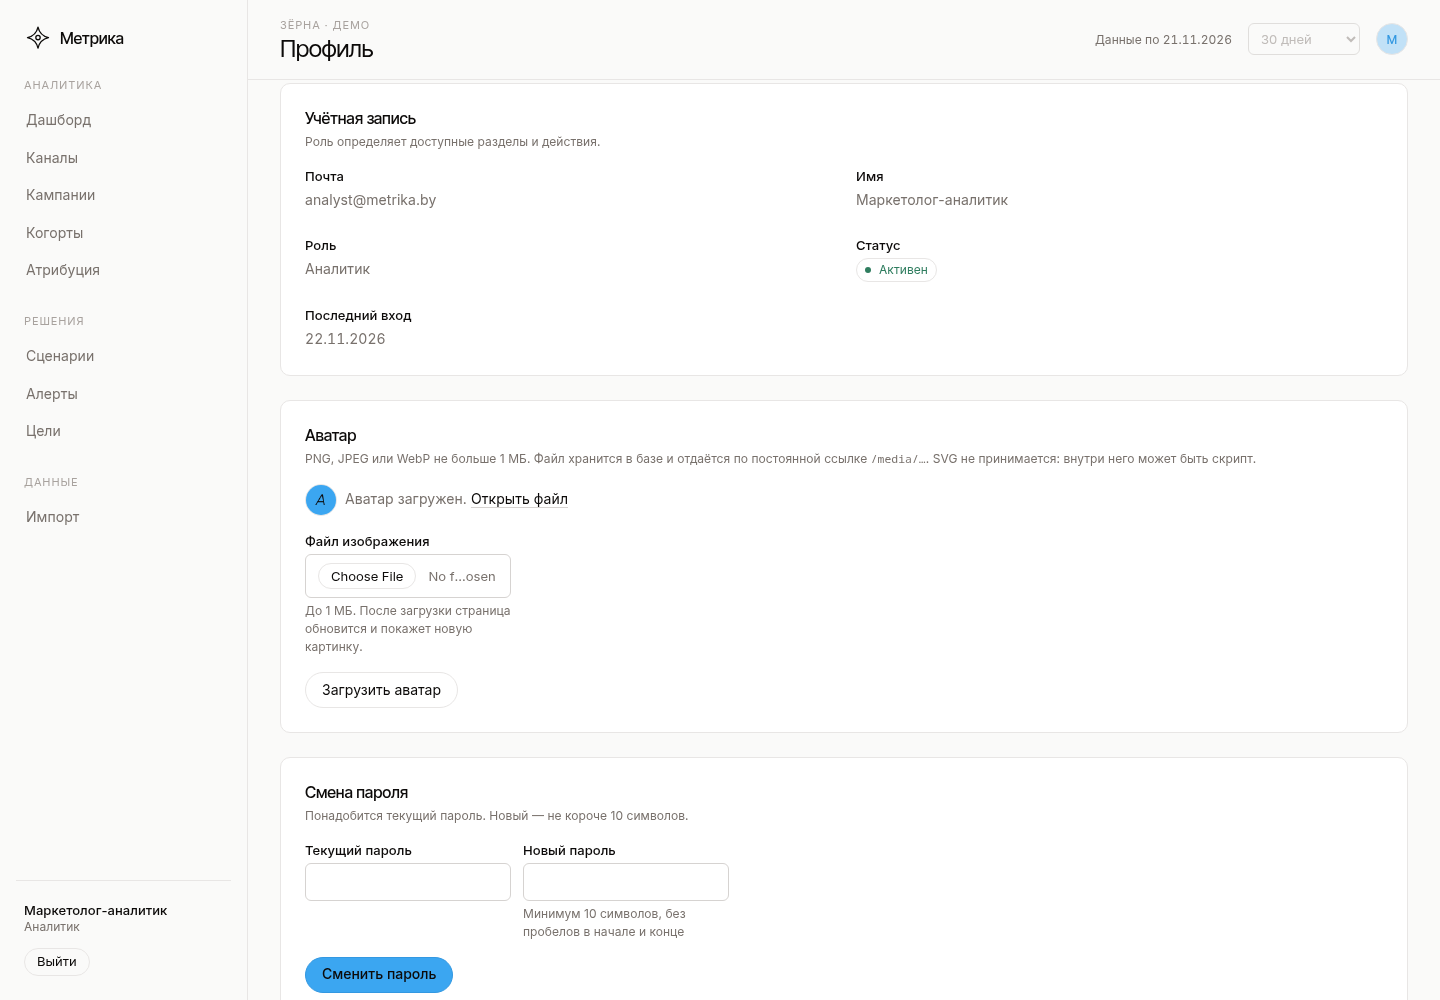 Метрика
АНАЛИТИКА
Дашборд
Каналы
Кампании
Когорты
Атрибуция
РЕШЕНИЯ
Сценарии
Алерты
Цели
ДАННЫЕ
Импорт
Маркетолог-аналитик
Аналитик
Выйти
ЗЁРНА · ДЕМО
Профиль
Данные по 21.11.2026
30 дней
М
Учётная запись
Роль определяет доступные разделы и действия.
Почта
analyst@metrika.by
Имя
Маркетолог-аналитик
Роль
Аналитик
Статус
Активен
Последний вход
22.11.2026
Аватар
PNG, JPEG или WebP не больше 1 МБ. Файл хранится в базе и отдаётся по постоянной ссылке /media/…. SVG не принимается: внутри него может быть скрипт.
А
Аватар загружен. Открыть файл
Файл изображения
Choose File No f...osen
До 1 МБ. После загрузки страница
обновится и покажет новую
картинку.
Загрузить аватар
Смена пароля
Понадобится текущий пароль. Новый — не короче 10 символов.
Текущий пароль
Новый пароль
Минимум 10 символов, без
пробелов в начале и конце
Сменить пароль